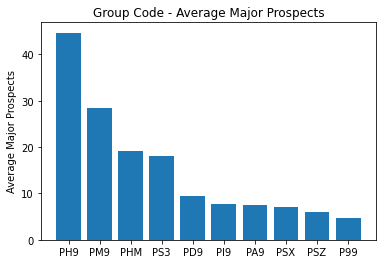 Group Code - Average Major Prospects
Average Major Prospects
40
30
20
10
0
PH9 PM9 PHM PS3 PD9 PI9 PA9 PSX PSZ P99